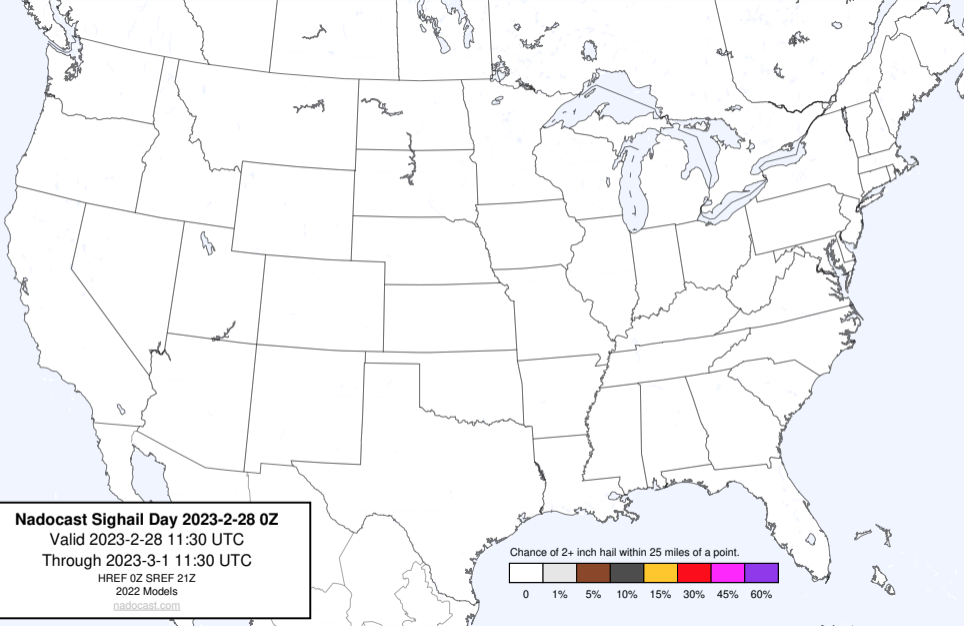 Nadocast Sighail Day 2023-2-28 0Z
Valid 2023-2-28 11:30 UTC
Through 2023-3-1 11:30 UTC
HREF 0Z SREF 21Z
2022 Models
nadocast.com
Chance of 2+ inch hail within 25 miles of a point.
0 1% 5% 10% 15% 30% 45% 60%